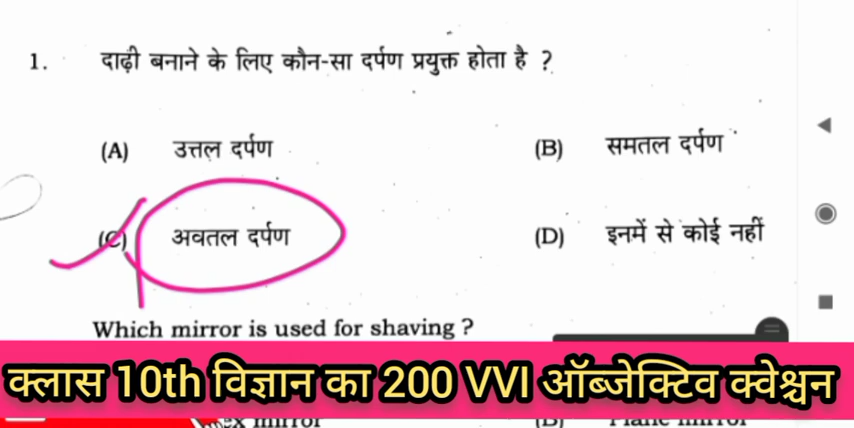 1. दाढ़ी बनाने के लिए कौन-सा दर्पण प्रयुक्त होता है ?
(A) उत्तल दर्पण (B) समतल दर्पण
(C) अवतल दर्पण (D) इनमें से कोई नहीं
Which mirror is used for shaving ?
क्लास 10th विज्ञान का 200 VVI ऑब्जेक्टिव क्वेश्चन